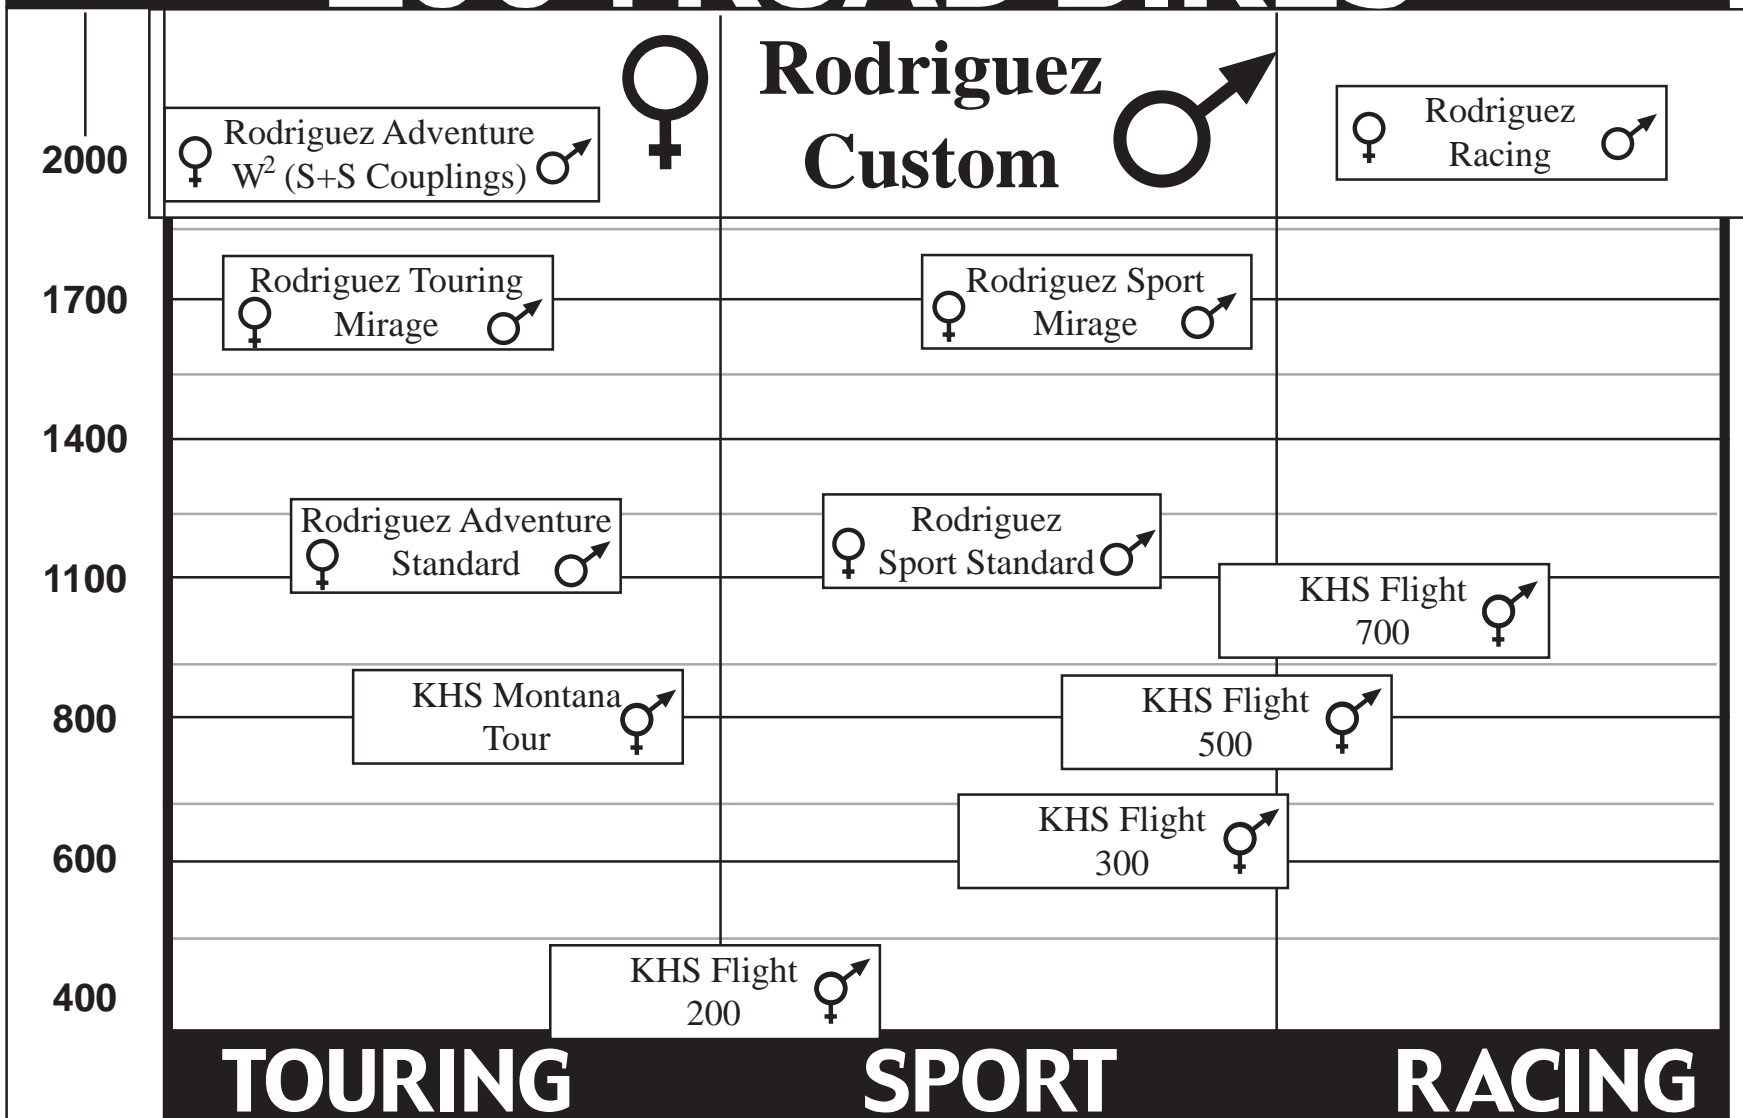 ROAD BIKES
Rodriguez
Custom
Rodriguez Adventure
W² (S+S Couplings)
Rodriguez
Racing
2000
Rodriguez Touring
Mirage
Rodriguez Sport
Mirage
1700
1400
Rodriguez Adventure
Standard
Rodriguez
Sport Standard
1100
KHS Flight
700
KHS Montana
Tour
KHS Flight
500
800
KHS Flight
300
600
KHS Flight
200
400
TOURING
SPORT
RACING